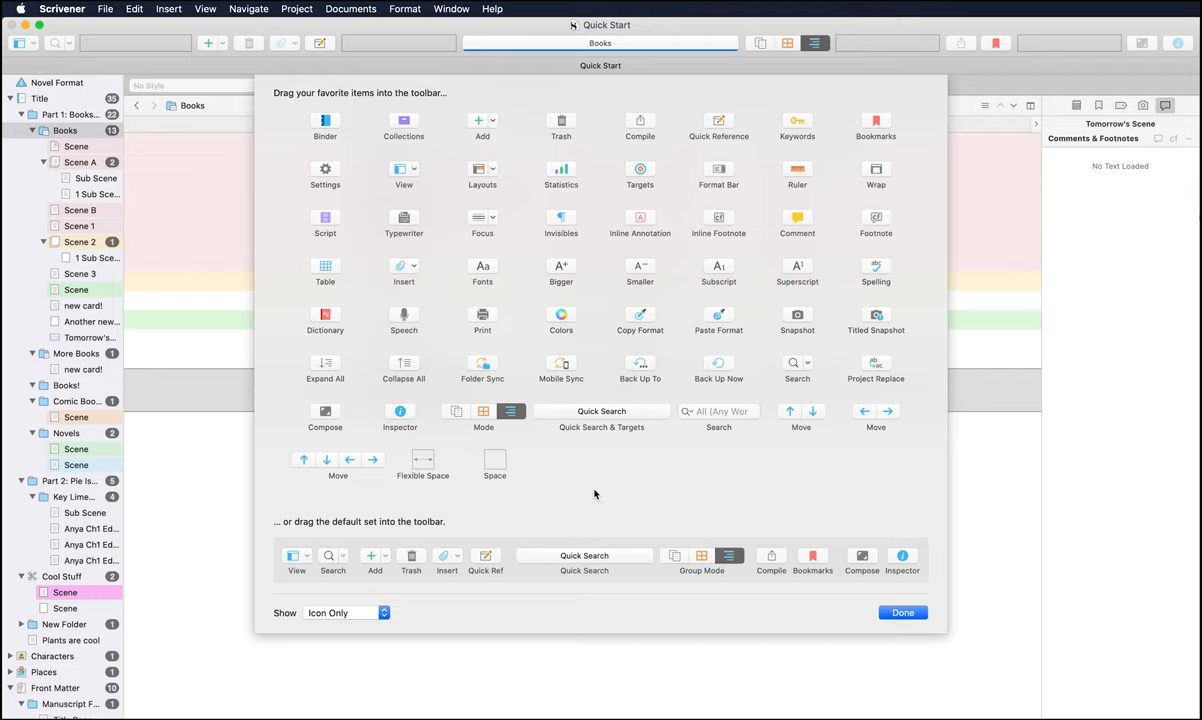 Scrivener File Edit Insert View Navigate Project Documents Format Window Help
Quick Start
Books
Quick Start
Novel Format
Title 35
Part 1: Books... 22
Books 13
Scene
Scene A 2
Sub Scene
1 Sub Sce...
Scene B
Scene 1
Scene 2 1
1 Sub Sce...
Scene 3
Scene
new card!
Another new...
Tomorrow's...
More Books 1
new card!
Books!
Comic Boo... 1
Scene
Novels 2
Scene
Scene
Part 2: Pie Is... 5
Key Lime... 4
Sub Scene
Anya Ch1 Ed...
Anya Ch1 Ed...
Anya Ch1 Ed...
Cool Stuff 2
Scene
Scene
New Folder 1
Plants are cool
Characters 1
Places 1
Front Matter 10
Manuscript F... 1
No Style
Books
Drag your favorite items into the toolbar...
Binder Collections Add Trash Compile Quick Reference Keywords Bookmarks
Settings View Layouts Statistics Targets Format Bar Ruler Wrap
Script Typewriter Focus Invisibles Inline Annotation Inline Footnote Comment Footnote
Table Insert Fonts Bigger Smaller Subscript Superscript Spelling
Dictionary Speech Print Colors Copy Format Paste Format Snapshot Titled Snapshot
Expand All Collapse All Folder Sync Mobile Sync Back Up To Back Up Now Search Project Replace
Quick Search All (Any Wor
Compose Inspector Mode Quick Search & Targets Search Move Move
Move Flexible Space Space
... or drag the default set into the toolbar.
Quick Search
View Search Add Trash Insert Quick Ref Quick Search Group Mode Compile Bookmarks Compose Inspector
Show Icon Only Done
Tomorrow's Scene
Comments & Footnotes cf
No Text Loaded